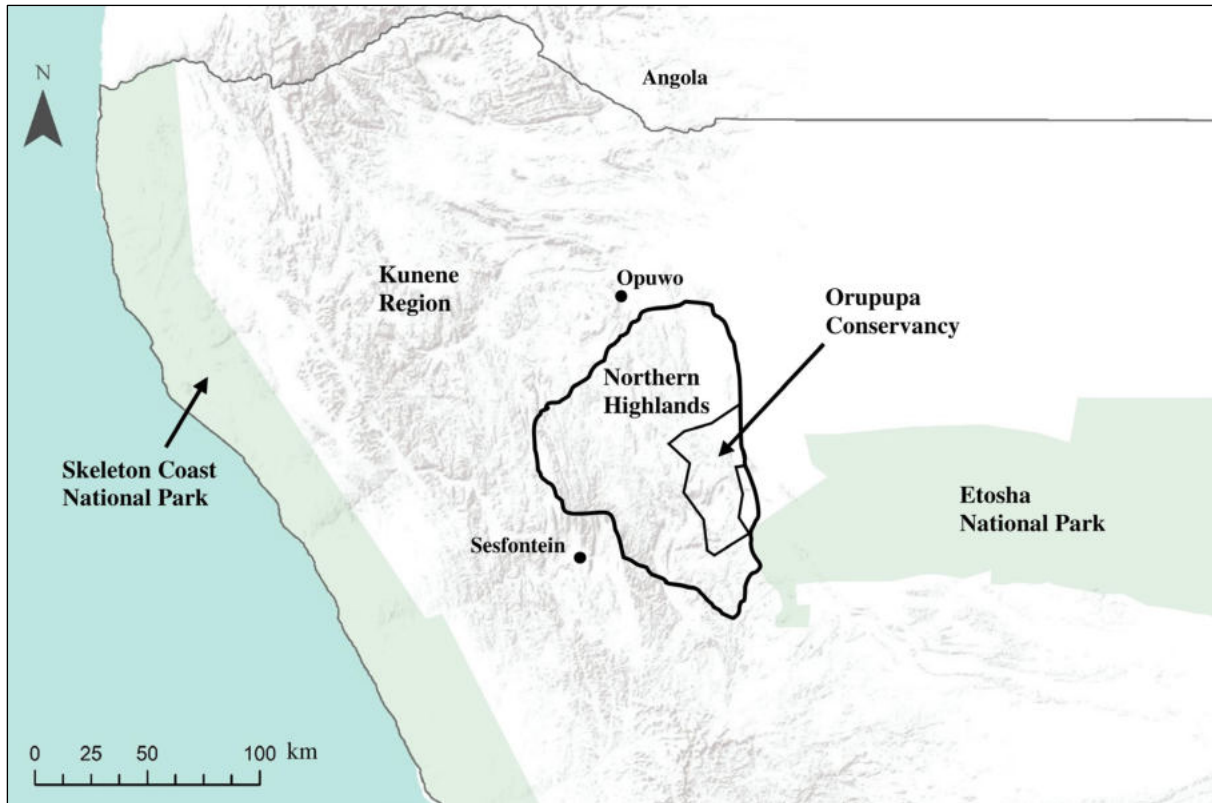 Angola
N
Opuwo
Kunene
Region
Orupupa
Conservancy
Northern
Highlands
Skeleton Coast
National Park
Etosha
National Park
Sesfontein
0 25 50 100 km